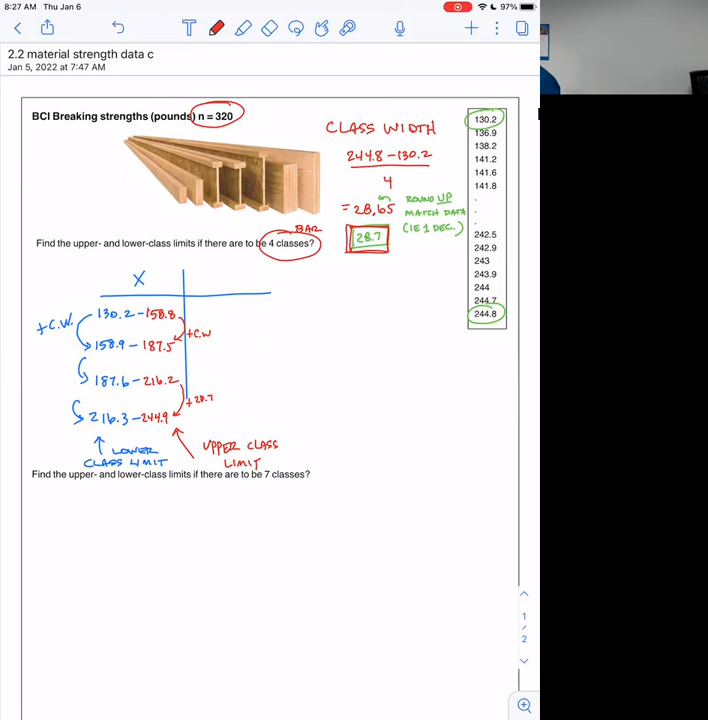 8:27 AM Thu Jan 6
97%
2.2 material strength data c
Jan 5, 2022 at 7:47 AM
BCI Breaking strengths (pounds) n = 320
CLASS WIDTH
244.8 - 130.2
4
= 28.65
ROUND UP
MATCH DATA
(IE 1 DEC.)
28.7
BAR
Find the upper- and lower-class limits if there are to be 4 classes?
130.2
136.9
138.2
141.2
141.6
141.8
.
.
.
242.5
242.9
243
243.9
244
244.7
244.8
X
130.2 - 158.8
+C.W.
+C.W
158.9 - 187.5
187.6 - 216.2
+28.7
216.3 - 244.9
LOWER
CLASS LIMIT
UPPER CLASS
LIMIT
Find the upper- and lower-class limits if there are to be 7 classes?
1
/
2